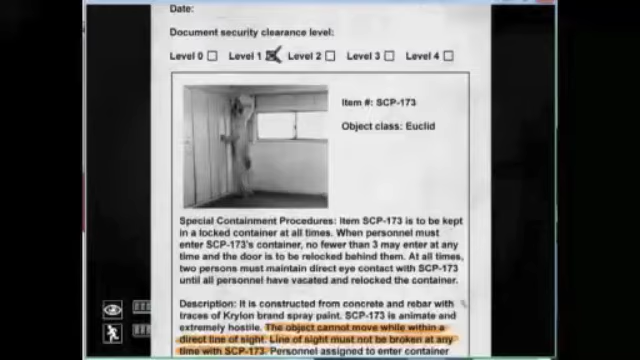 Date:
Document security clearance level:
Level 0 Level 1 Level 2 Level 3 Level 4
Item #: SCP-173
Object class: Euclid
Special Containment Procedures: Item SCP-173 is to be kept
in a locked container at all times. When personnel must
enter SCP-173's container, no fewer than 3 may enter at any
time and the door is to be relocked behind them. At all times,
two persons must maintain direct eye contact with SCP-173
until all personnel have vacated and relocked the container.
Description: It is constructed from concrete and rebar with
traces of Krylon brand spray paint. SCP-173 is animate and
extremely hostile. The object cannot move while within a
direct line of sight. Line of sight must not be broken at any
time with SCP-173. Personnel assigned to enter container